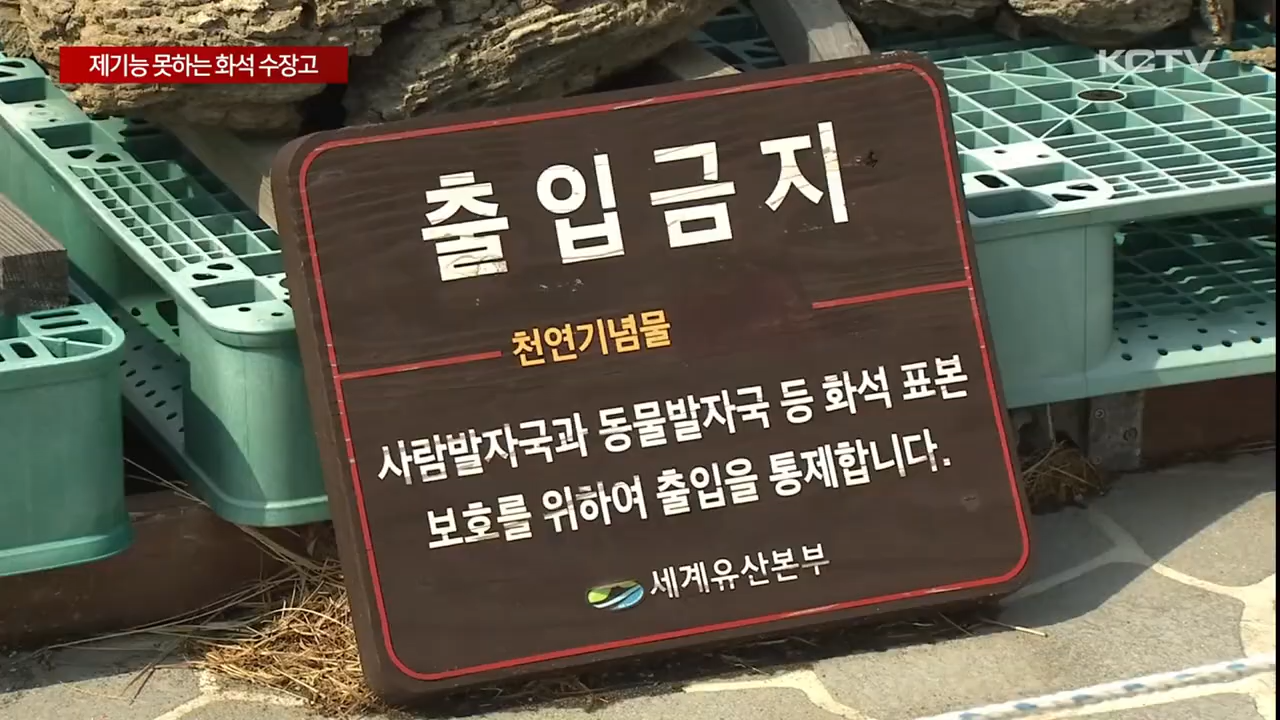 제기능 못하는 화석 수장고
KCTV
출입금지
천연기념물
사람발자국과 동물발자국 등 화석 표본
보호를 위하여 출입을 통제합니다.
세계유산본부